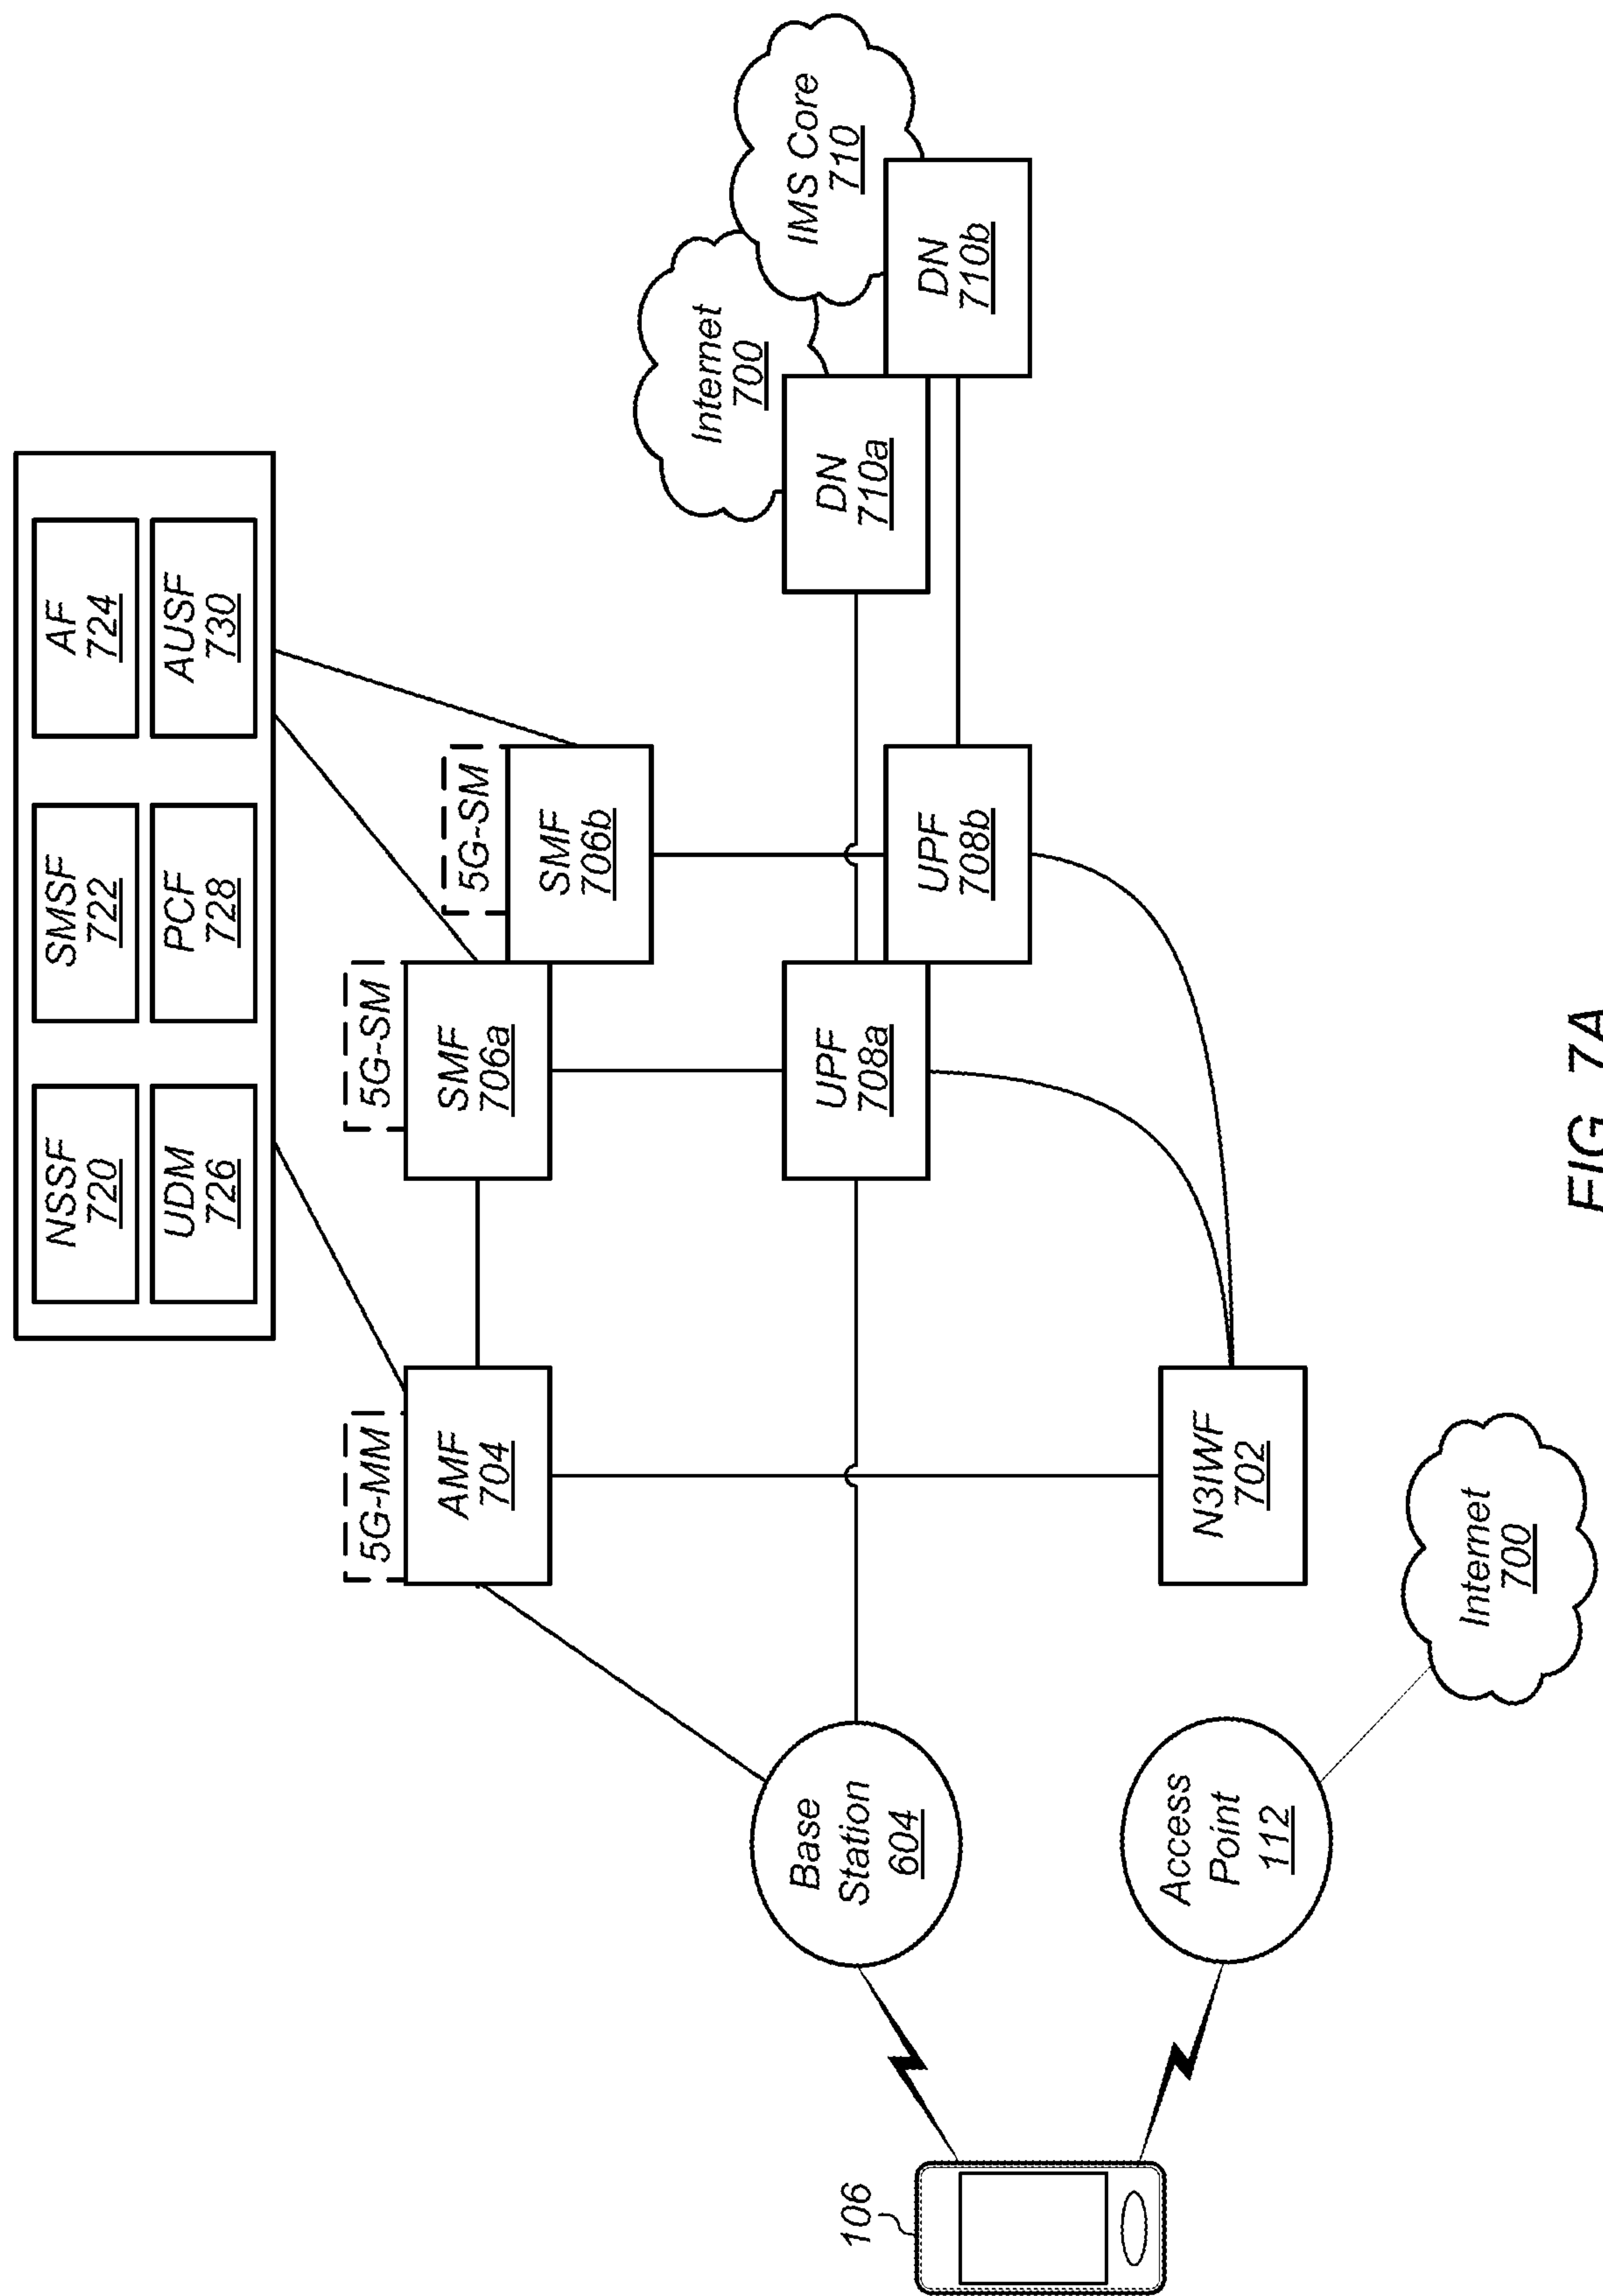 NSSF
720
SMSF
722
AF
724
UDM
726
PCF
728
AUSF
730
5G-MM
AMF
704
5G-SM
SMF
706a
5G-SM
SMF
706b
Internet
700
IMS Core
710
Base
Station
604
UPF
708a
UPF
708b
DN
710a
DN
710b
106
Access
Point
112
N3IWF
702
Internet
700
FIG. 7A